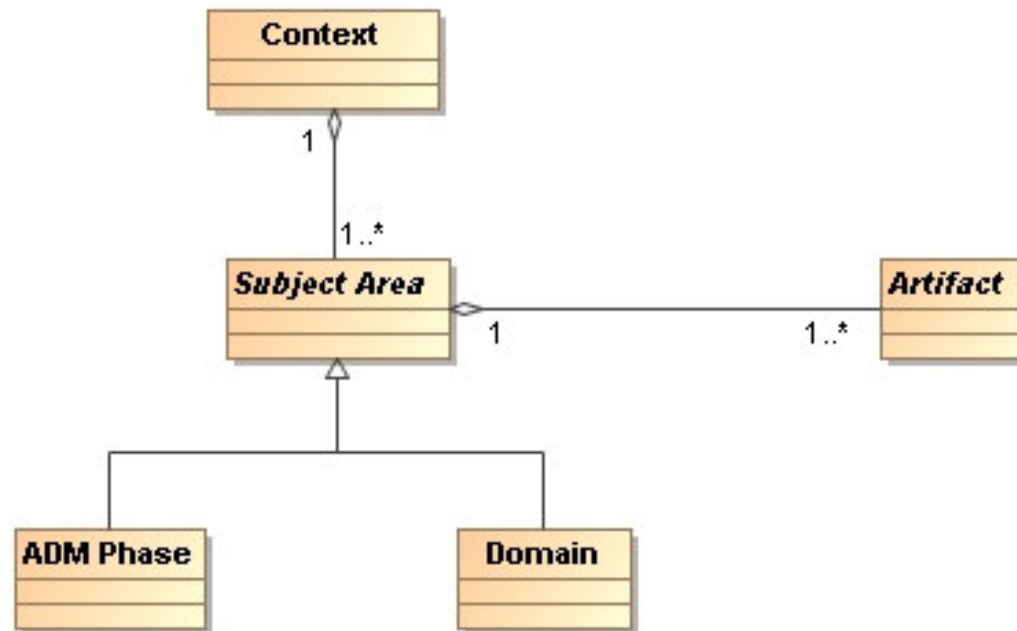 Context
1
1..*
Subject Area
Artifact
1
1..*
ADM Phase
Domain